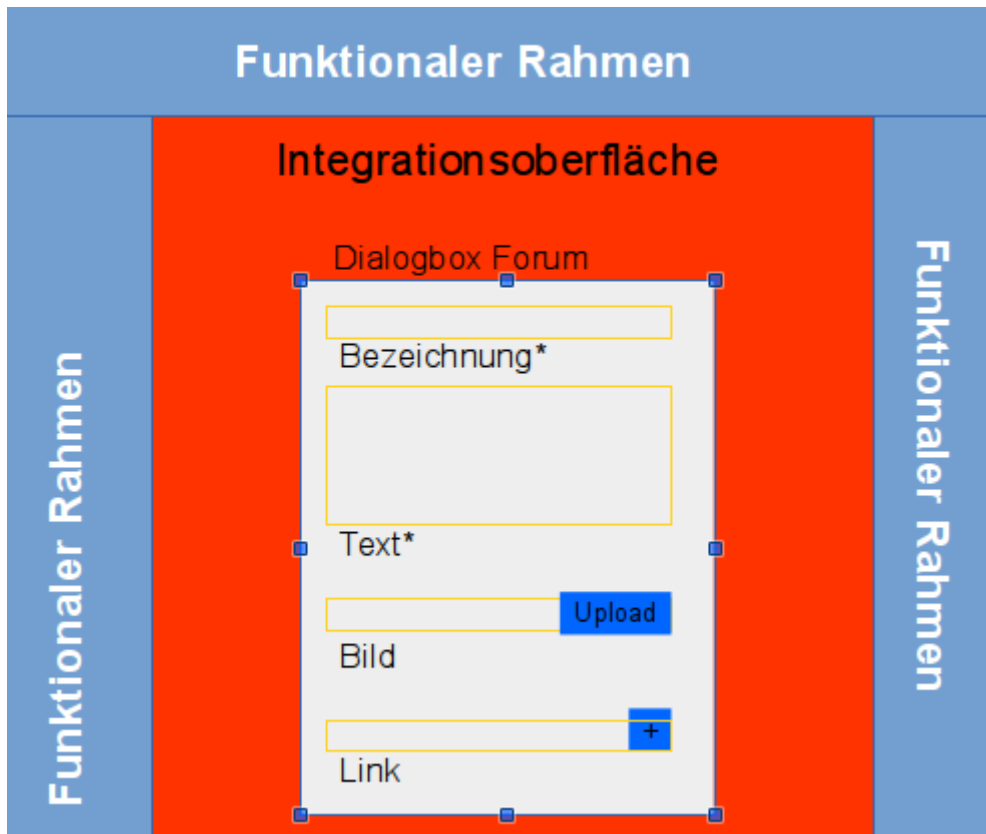 Funktionaler Rahmen
Integrationsoberfläche
Dialogbox Forum
Bezeichnung*
Text*
Upload
Bild
+
Link
Funktionaler Rahmen
Funktionaler Rahmen